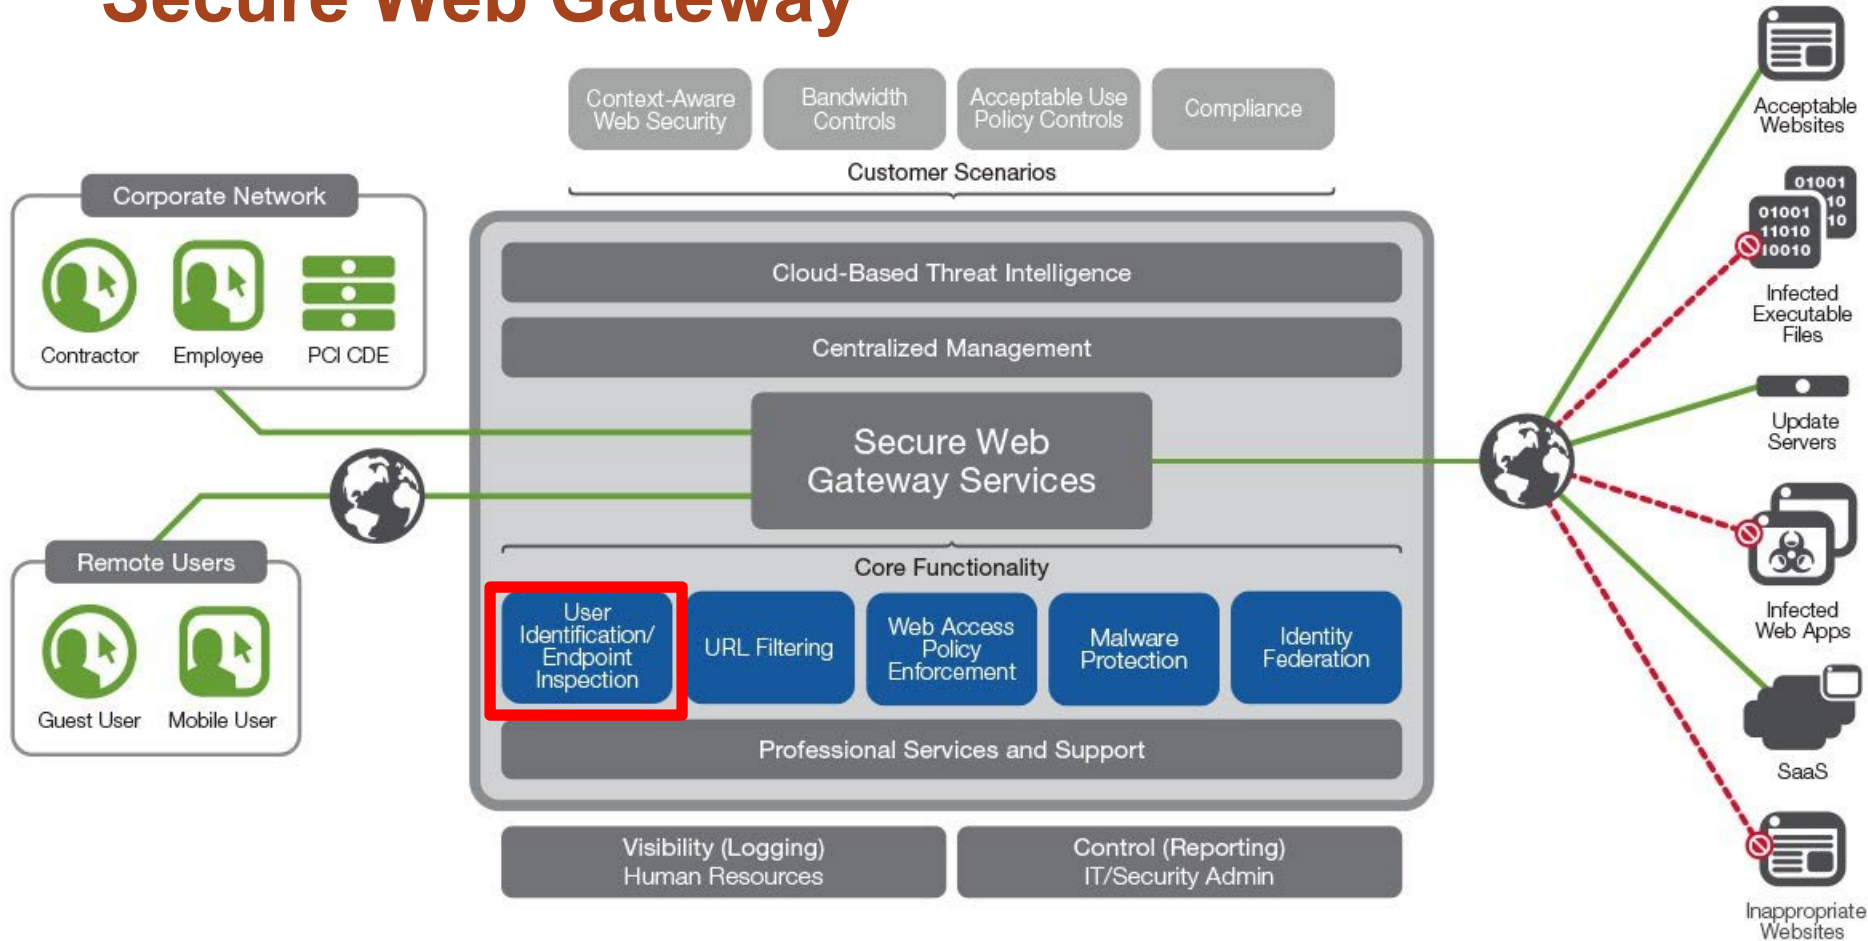 Secure Web Gateway
Context-Aware
Web Security
Bandwidth
Controls
Acceptable Use
Policy Controls
Compliance
Customer Scenarios
Corporate Network
Contractor
Employee
PCI CDE
Remote Users
Guest User
Mobile User
Cloud-Based Threat Intelligence
Centralized Management
Secure Web
Gateway Services
Core Functionality
User
Identification/
Endpoint
Inspection
URL Filtering
Web Access
Policy
Enforcement
Malware
Protection
Identity
Federation
Professional Services and Support
Visibility (Logging)
Human Resources
Control (Reporting)
IT/Security Admin
Acceptable
Websites
01001
10
10
01001
11010
10010
Infected
Executable
Files
Update
Servers
Infected
Web Apps
SaaS
Inappropriate
Websites